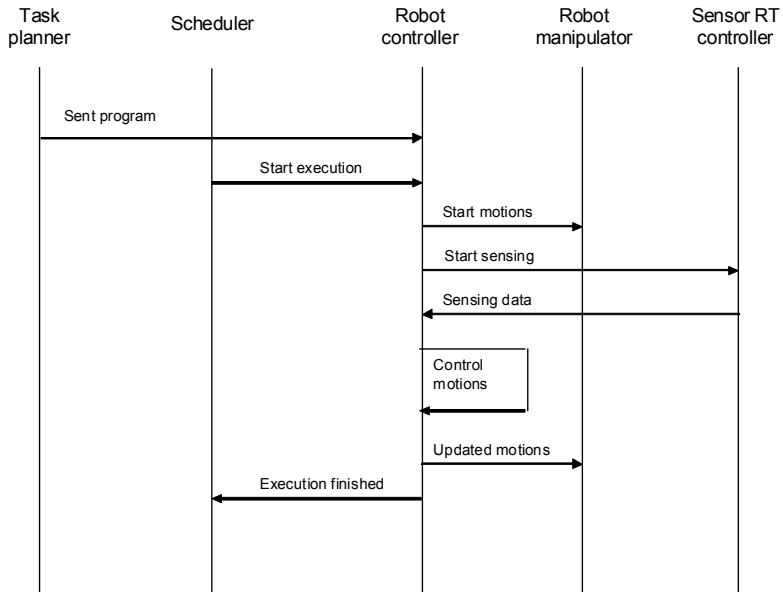 Task
planner
Scheduler
Robot
controller
Robot
manipulator
Sensor RT
controller
Sent program
Start execution
Start motions
Start sensing
Sensing data
Control
motions
Updated motions
Execution finished